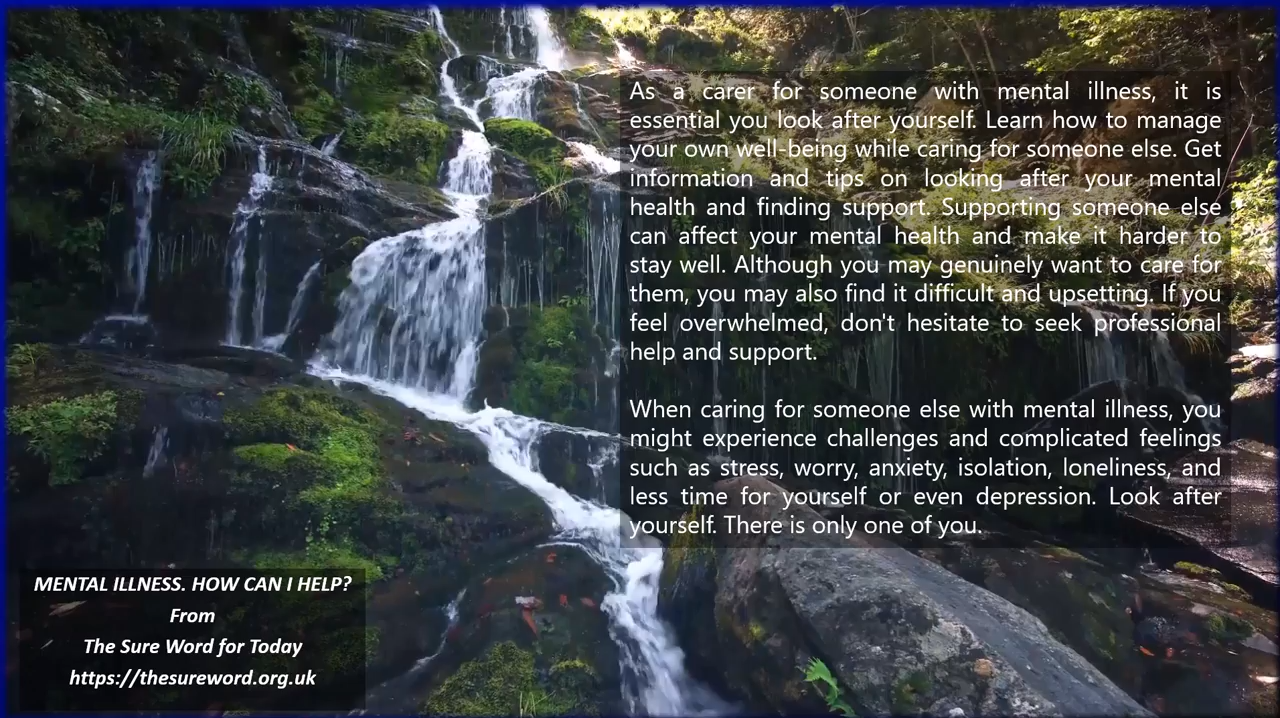 As a carer for someone with mental illness, it is
essential you look after yourself. Learn how to manage
your own well-being while caring for someone else. Get
information and tips on looking after your mental
health and finding support. Supporting someone else
can affect your mental health and make it harder to
stay well. Although you may genuinely want to care for
them, you may also find it difficult and upsetting. If you
feel overwhelmed, don't hesitate to seek professional
help and support.
When caring for someone else with mental illness, you
might experience challenges and complicated feelings
such as stress, worry, anxiety, isolation, loneliness, and
less time for yourself or even depression. Look after
yourself. There is only one of you.
MENTAL ILLNESS. HOW CAN I HELP?
From
The Sure Word for Today
https://thesureword.org.uk